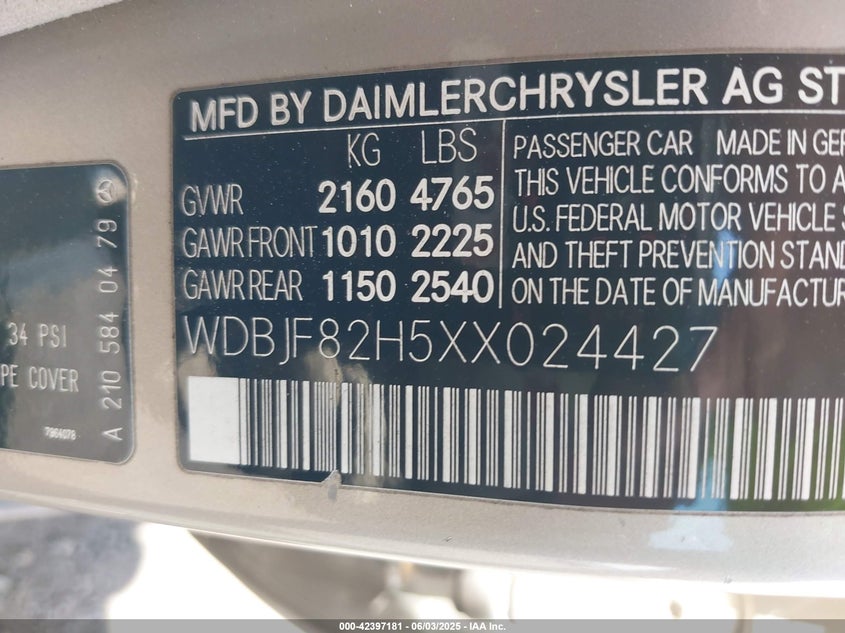 MFD BY DAIMLERCHRYSLER AG ST
KG LBS
GVWR 2160 4765
GAWR FRONT 1010 2225
GAWR REAR 1150 2540
PASSENGER CAR MADE IN GER
THIS VEHICLE CONFORMS TO A
U.S. FEDERAL MOTOR VEHICLE S
AND THEFT PREVENTION STAND
ON THE DATE OF MANUFACTUR
WDBJF82H5XX024427
34 PSI
PE COVER
7964078
A 210 584 04 79
000-42397181 - 06/03/2025 - IAA Inc.